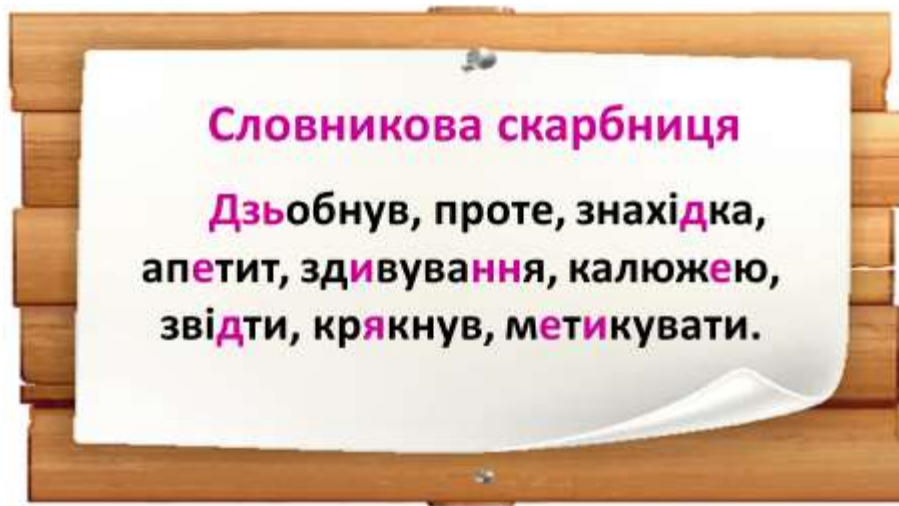 Словникова скарбниця
Дзьобнув, проте, знахідка,
апетит, здивування, калюжею,
звідти, крякнув, метикувати.